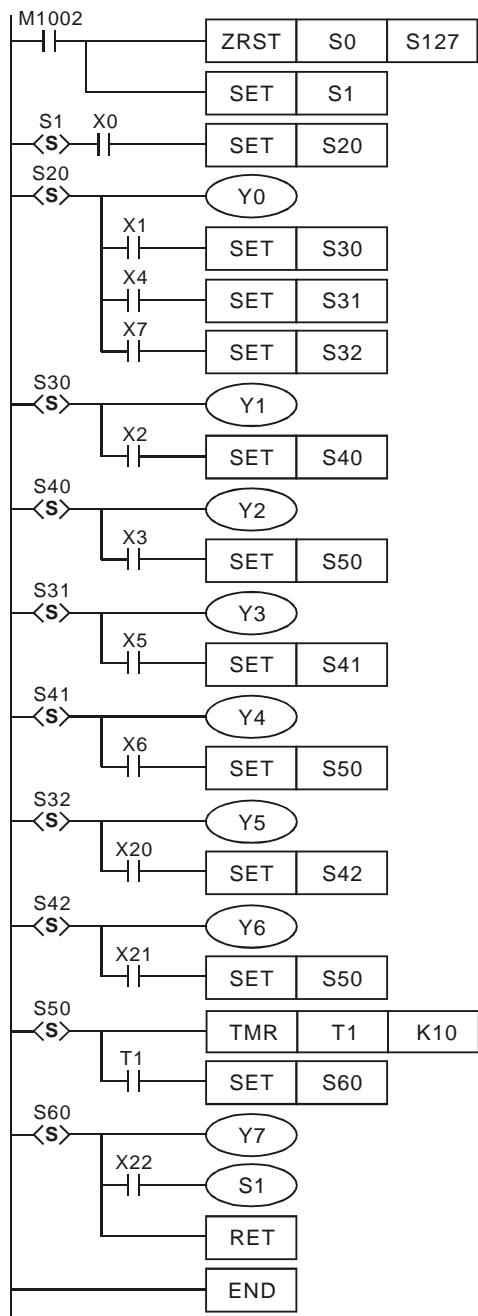 M1002
ZRST S0 S127
SET S1
S1 X0
S SET S20
S20
S Y0
X1
SET S30
X4
SET S31
X7
SET S32
S30
S Y1
X2
SET S40
S40
S Y2
X3
SET S50
S31
S Y3
X5
SET S41
S41
S Y4
X6
SET S50
S32
S Y5
X20
SET S42
S42
S Y6
X21
SET S50
S50
S TMR T1 K10
T1
SET S60
S60
S Y7
X22
S1
RET
END